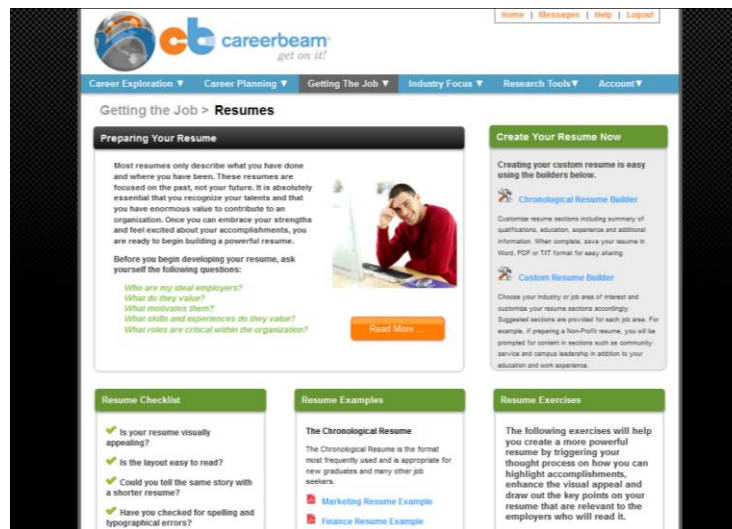 Home | Messages | Help | Logout
cb careerbeam
get on it!
Career Exploration ▼ Career Planning ▼ Getting The Job ▼ Industry Focus ▼ Research Tools▼ Account▼
Getting the Job > Resumes
Preparing Your Resume
Most resumes only describe what you have done
and where you have been. These resumes are
focused on the past, not your future. It is absolutely
essential that you recognize your talents and that
you have enormous value to contribute to an
organization. Once you can embrace your strengths
and feel excited about your accomplishments, you
are ready to begin building a powerful resume.
Before you begin developing your resume, ask
yourself the following questions:
Who are my ideal employers?
What do they value?
What motivates them?
What skills and experiences do they value?
What roles are critical within the organization?
Read More ...
Create Your Resume Now
Creating your custom resume is easy
using the builders below.
Chronological Resume Builder
Customize resume sections including summary of
qualifications, education, experience and additional
information. When complete, save your resume in
Word, PDF or TXT format for easy sharing.
Custom Resume Builder
Choose your industry or job area of interest and
customize your resume sections accordingly.
Suggested sections are provided for each job area. For
example, if preparing a Non-Profit resume, you will be
prompted for content in sections such as community
service and campus leadership in addition to your
education and work experience.
Resume Checklist
Is your resume visually
appealing?
Is the layout easy to read?
Could you tell the same story with
a shorter resume?
Have you checked for spelling and
typographical errors?
Resume Examples
The Chronological Resume
The Chronological Resume is the format
most frequently used and is appropriate for
new graduates and many other job
seekers.
Marketing Resume Example
Finance Resume Example
Resume Exercises
The following exercises will help
you create a more powerful
resume by triggering your
thought process on how you can
highlight accomplishments,
enhance the visual appeal and
draw out the key points on your
resume that are relevant to the
employers who will read it.